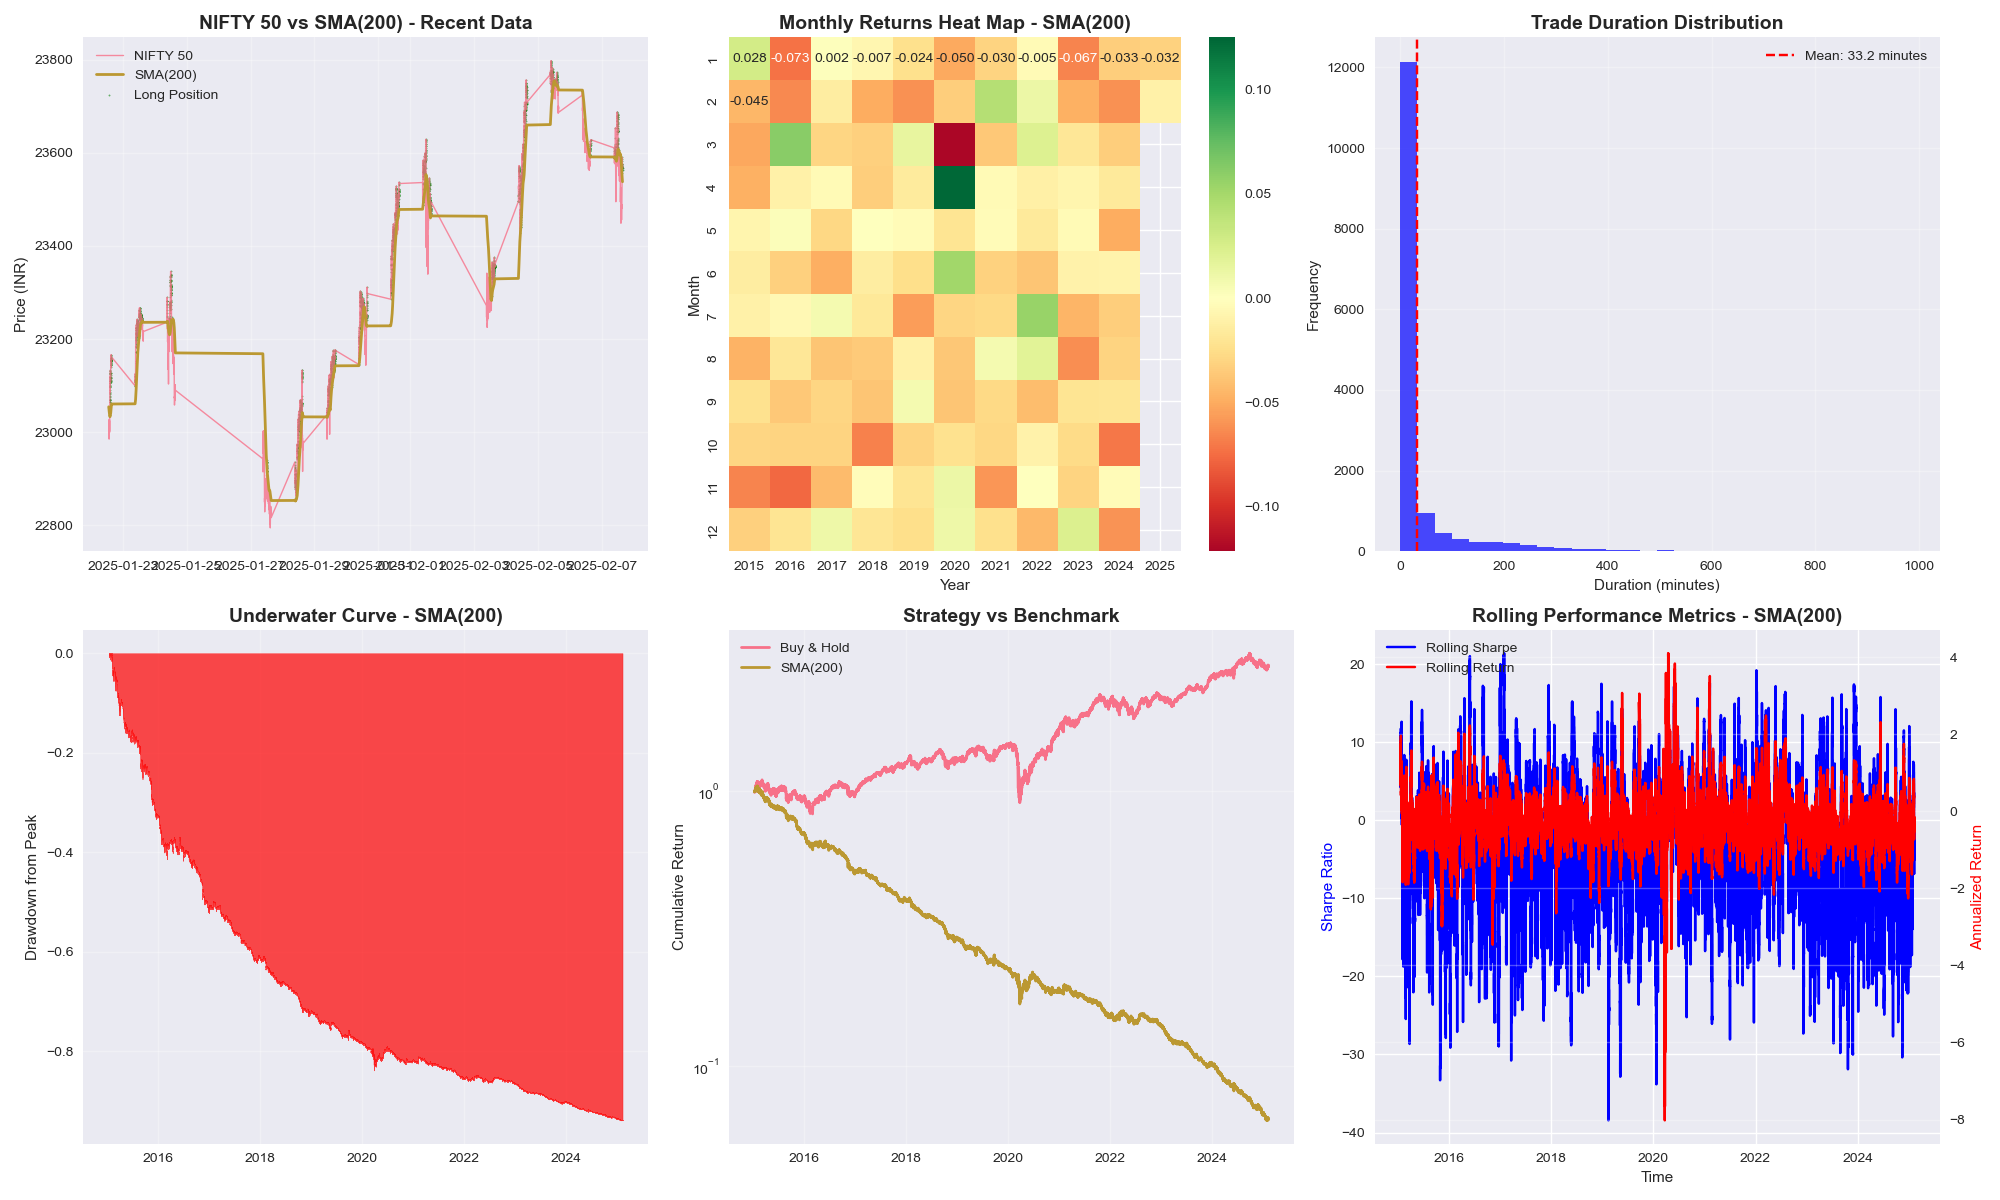 NIFTY 50 vs SMA(200) - Recent Data
NIFTY 50
SMA(200)
Long Position
Price (INR)
23800
23600
23400
23200
23000
22800
2025-01-23
2025-01-25
2025-01-27
2025-01-29
2025-01-31
2025-02-01
2025-02-03
2025-02-05
2025-02-07
Monthly Returns Heat Map - SMA(200)
0.028 -0.073 0.002 -0.007 -0.024 -0.050 -0.030 -0.005 -0.067 -0.033 -0.032
-0.045
Month
1
2
3
4
5
6
7
8
9
10
11
12
2015 2016 2017 2018 2019 2020 2021 2022 2023 2024 2025
Year
0.10
0.05
0.00
−0.05
−0.10
Trade Duration Distribution
Mean: 33.2 minutes
Frequency
12000
10000
8000
6000
4000
2000
0
0 200 400 600 800 1000
Duration (minutes)
Underwater Curve - SMA(200)
Drawdown from Peak
0.0
−0.2
−0.4
−0.6
−0.8
2016 2018 2020 2022 2024
Strategy vs Benchmark
Buy & Hold
SMA(200)
Cumulative Return
10⁰
10⁻¹
2016 2018 2020 2022 2024
Rolling Performance Metrics - SMA(200)
Rolling Sharpe
Rolling Return
Sharpe Ratio
20
10
0
−10
−20
−30
−40
4
2
0
−2
−4
−6
−8
Annualized Return
2016 2018 2020 2022 2024
Time